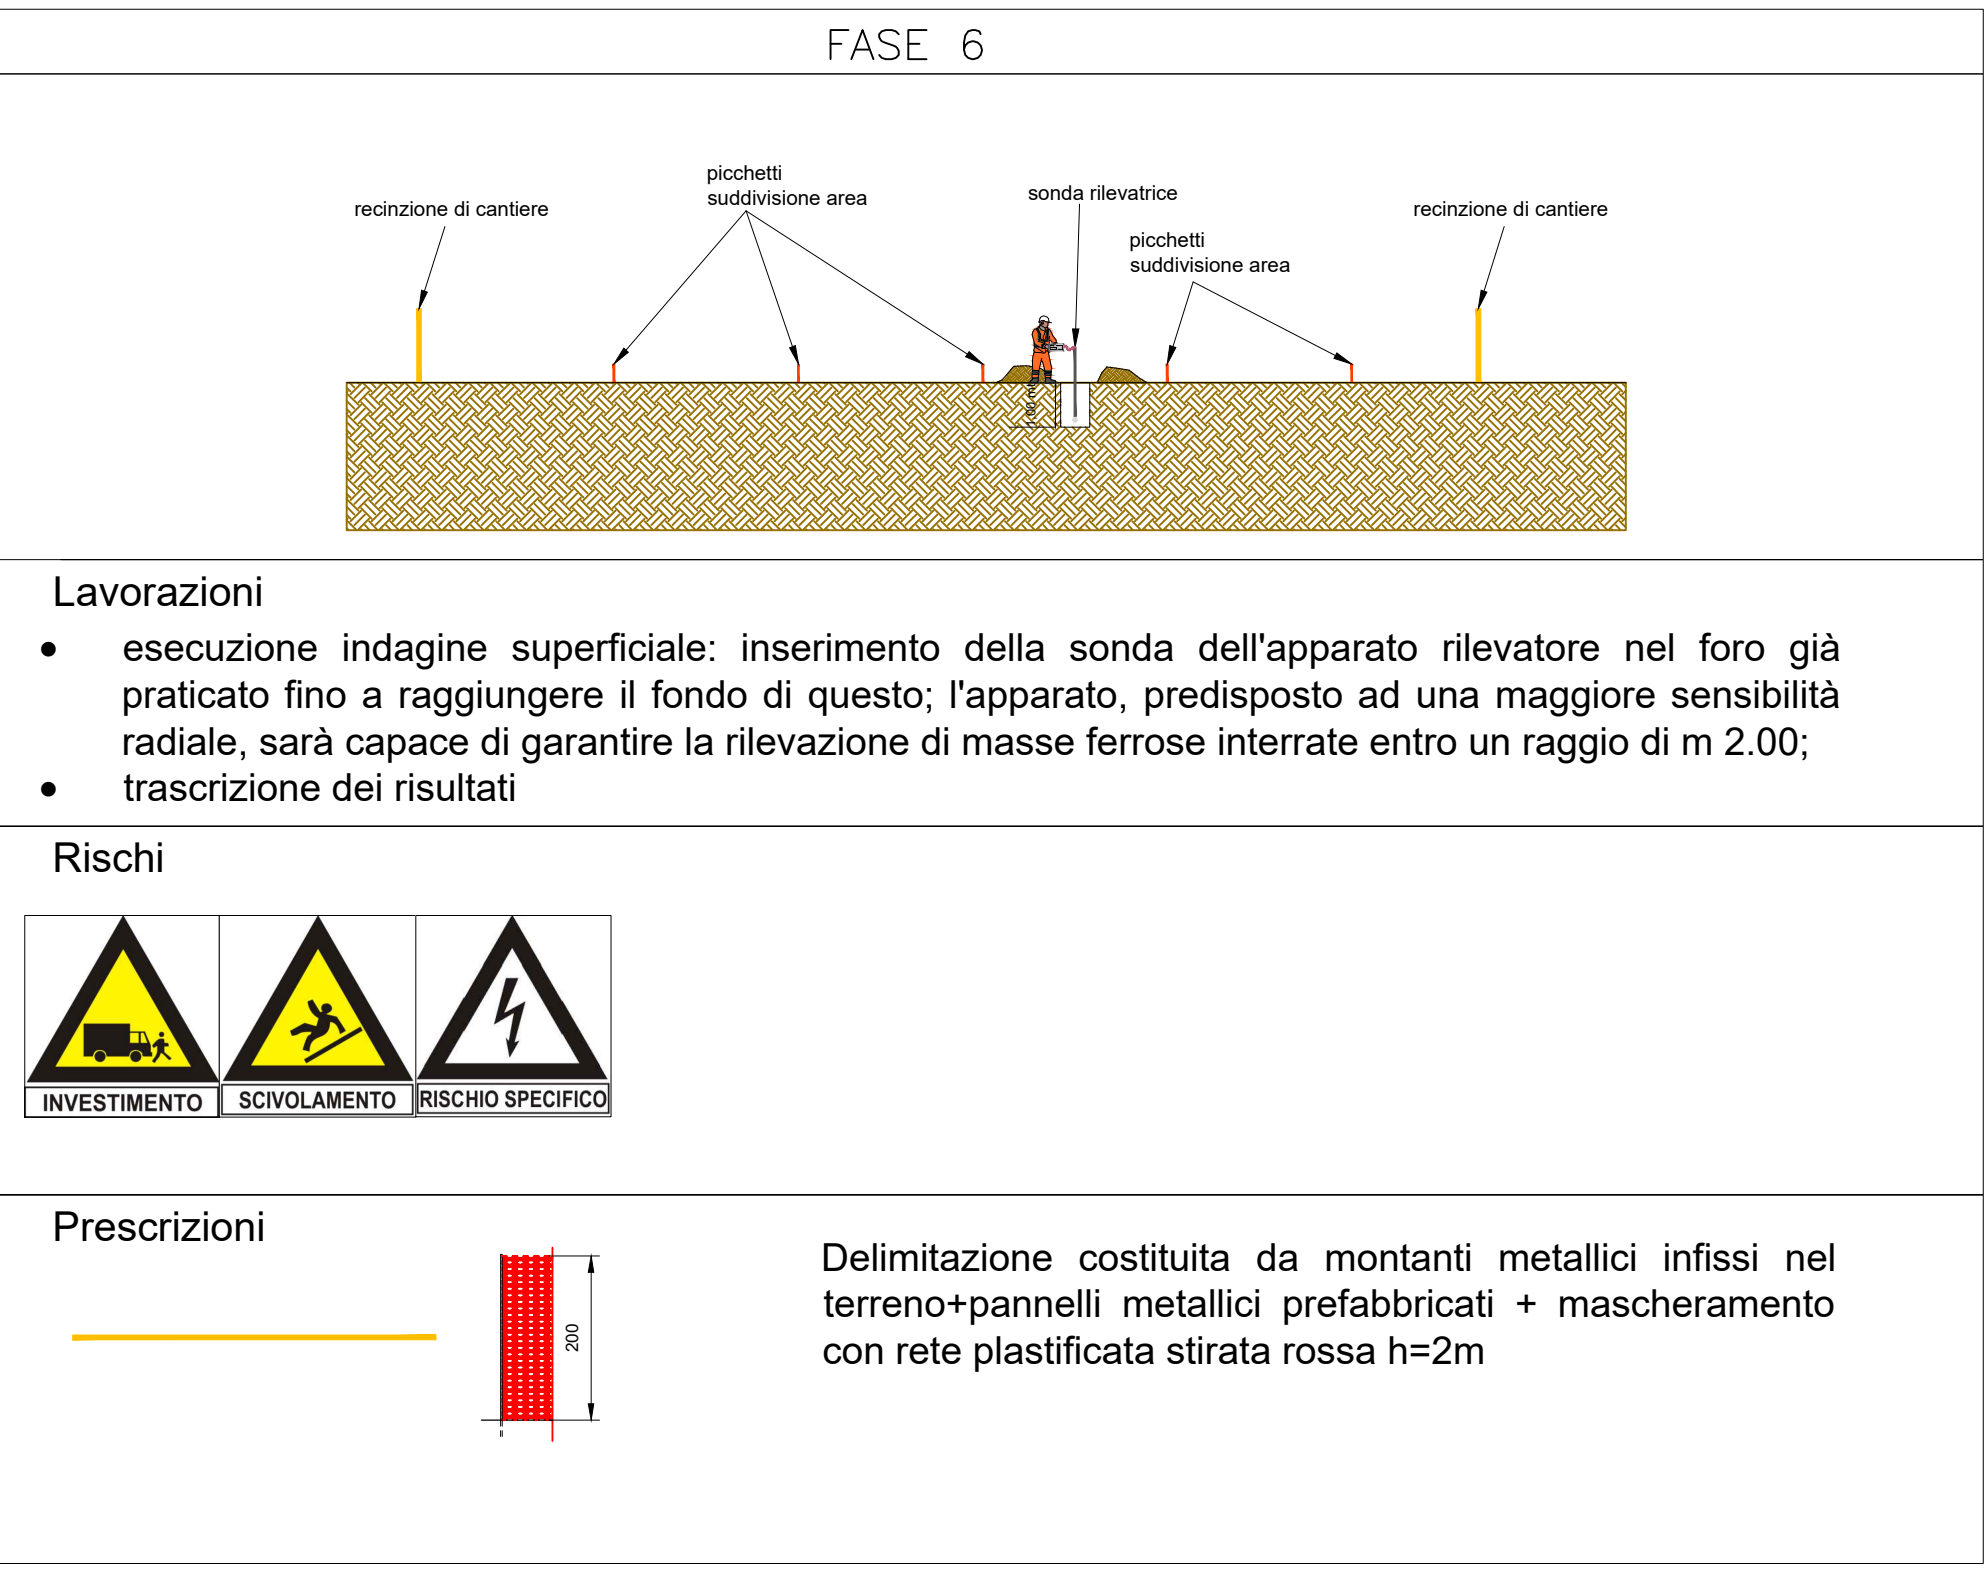 FASE 6
picchetti
suddivisione area
sonda rilevatrice
recinzione di cantiere
recinzione di cantiere
picchetti
suddivisione area
1.00 mt
Lavorazioni
• esecuzione indagine superficiale: inserimento della sonda dell'apparato rilevatore nel foro già
praticato fino a raggiungere il fondo di questo; l'apparato, predisposto ad una maggiore sensibilità
radiale, sarà capace di garantire la rilevazione di masse ferrose interrate entro un raggio di m 2.00;
• trascrizione dei risultati
Rischi
INVESTIMENTO
SCIVOLAMENTO
RISCHIO SPECIFICO
Prescrizioni
200
Delimitazione costituita da montanti metallici infissi nel
terreno+pannelli metallici prefabbricati + mascheramento
con rete plastificata stirata rossa h=2m